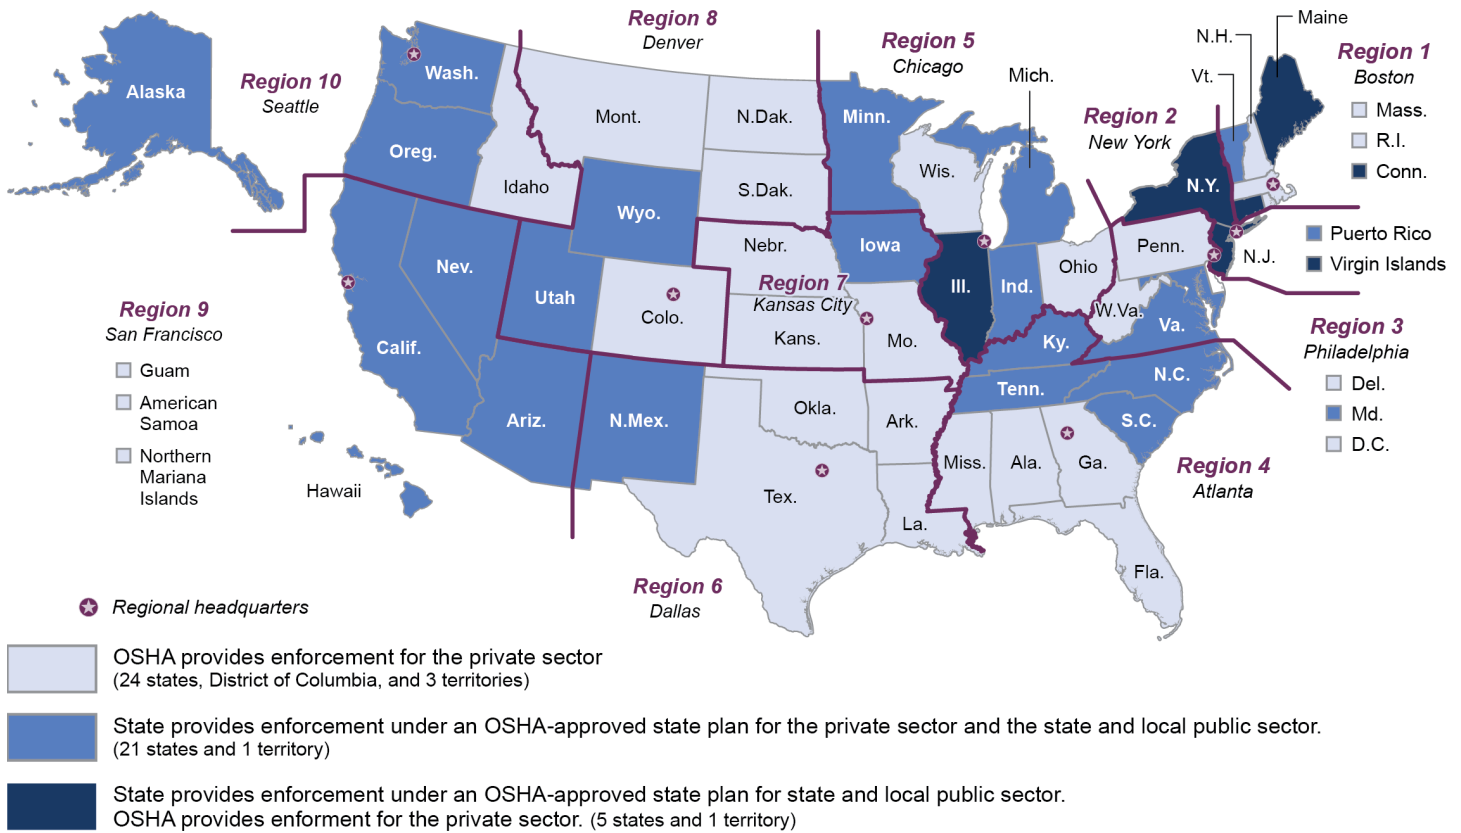 Region 8
Denver
Region 5
Chicago
Maine
N.H.
Region 1
Boston
Vt.
Mich.
Mass.
R.I.
Conn.
Region 10
Seattle
Alaska
Wash.
Mont.
N.Dak.
Minn.
Region 2
New York
Oreg.
Idaho
S.Dak.
Wis.
N.Y.
Wyo.
Puerto Rico
Virgin Islands
Nebr.
Iowa
Penn.
N.J.
Nev.
Utah
Region 7
Kansas City
Ill.
Ind.
Ohio
W.Va.
Region 9
San Francisco
Guam
American
Samoa
Northern
Mariana
Islands
Colo.
Kans.
Mo.
Ky.
Va.
Region 3
Philadelphia
Del.
Md.
D.C.
Calif.
Ariz.
N.Mex.
Okla.
Ark.
Tenn.
N.C.
S.C.
Hawaii
Tex.
La.
Miss.
Ala.
Ga.
Region 4
Atlanta
Fla.
Region 6
Dallas
Regional headquarters
OSHA provides enforcement for the private sector
(24 states, District of Columbia, and 3 territories)
State provides enforcement under an OSHA-approved state plan for the private sector and the state and local public sector.
(21 states and 1 territory)
State provides enforcement under an OSHA-approved state plan for state and local public sector.
OSHA provides enforment for the private sector. (5 states and 1 territory)